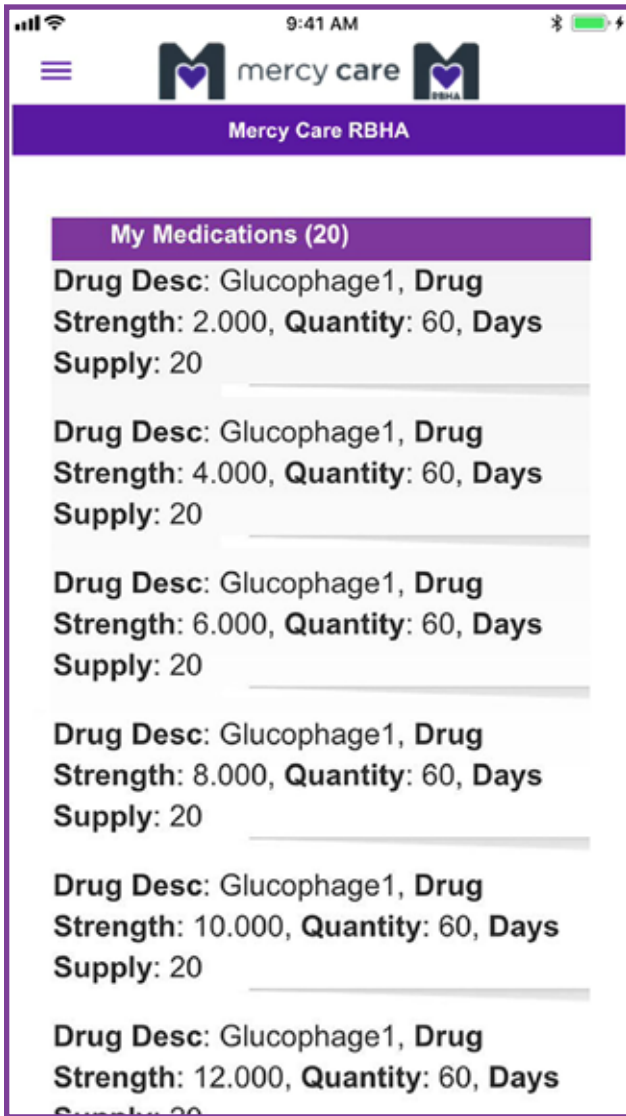 9:41 AM
mercy care
RBHA
Mercy Care RBHA
My Medications (20)
Drug Desc: Glucophage1, Drug
Strength: 2.000, Quantity: 60, Days
Supply: 20
Drug Desc: Glucophage1, Drug
Strength: 4.000, Quantity: 60, Days
Supply: 20
Drug Desc: Glucophage1, Drug
Strength: 6.000, Quantity: 60, Days
Supply: 20
Drug Desc: Glucophage1, Drug
Strength: 8.000, Quantity: 60, Days
Supply: 20
Drug Desc: Glucophage1, Drug
Strength: 10.000, Quantity: 60, Days
Supply: 20
Drug Desc: Glucophage1, Drug
Strength: 12.000, Quantity: 60, Days
Supply: 20